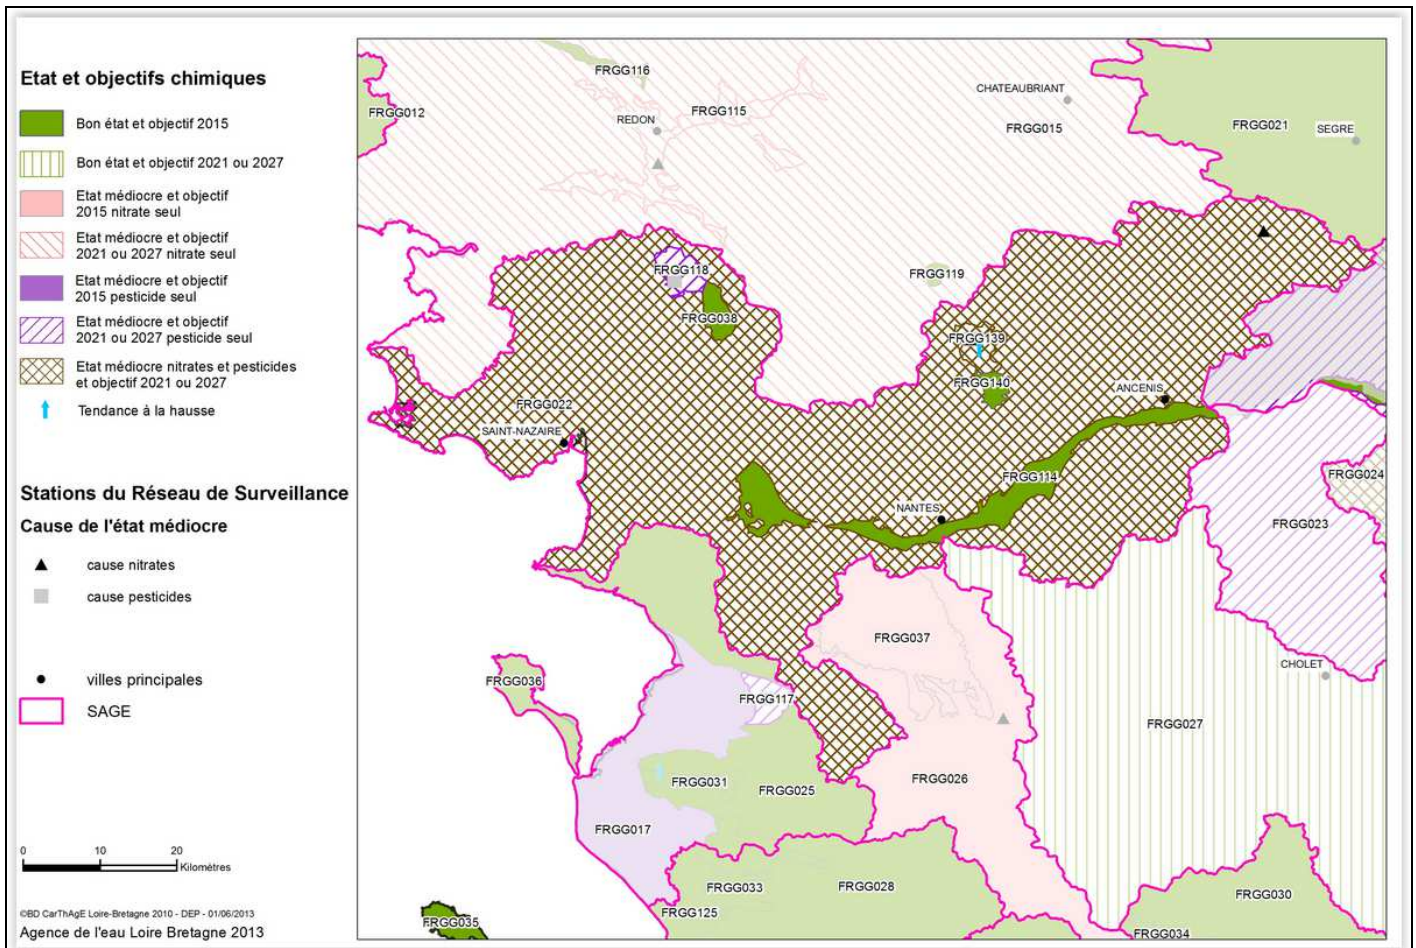 Etat et objectifs chimiques
Bon état et objectif 2015
Bon état et objectif 2021 ou 2027
Etat médiocre et objectif
2015 nitrate seul
Etat médiocre et objectif
2021 ou 2027 nitrate seul
Etat médiocre et objectif
2015 pesticide seul
Etat médiocre et objectif
2021 ou 2027 pesticide seul
Etat médiocre nitrates et pesticides
et objectif 2021 ou 2027
Tendance à la hausse
Stations du Réseau de Surveillance
Cause de l'état médiocre
cause nitrates
cause pesticides
villes principales
SAGE
0 10 20
Kilomètres
©BD CarThAgE Loire-Bretagne 2010 - DEP - 01/06/2013
Agence de l'eau Loire Bretagne 2013
FRGG116
CHATEAUBRIANT
FRGG012
FRGG115
REDON
FRGG015
FRGG021
SEGRE
FRGG118
FRGG119
FRGG038
FRGG139
FRGG140
ANCENIS
FRGG022
SAINT-NAZAIRE
FRGG114
FRGG024
NANTES
FRGG023
FRGG037
CHOLET
FRGG036
FRGG117
FRGG027
FRGG031
FRGG026
FRGG025
FRGG017
FRGG033
FRGG028
FRGG030
FRGG125
FRGG035
FRGG034